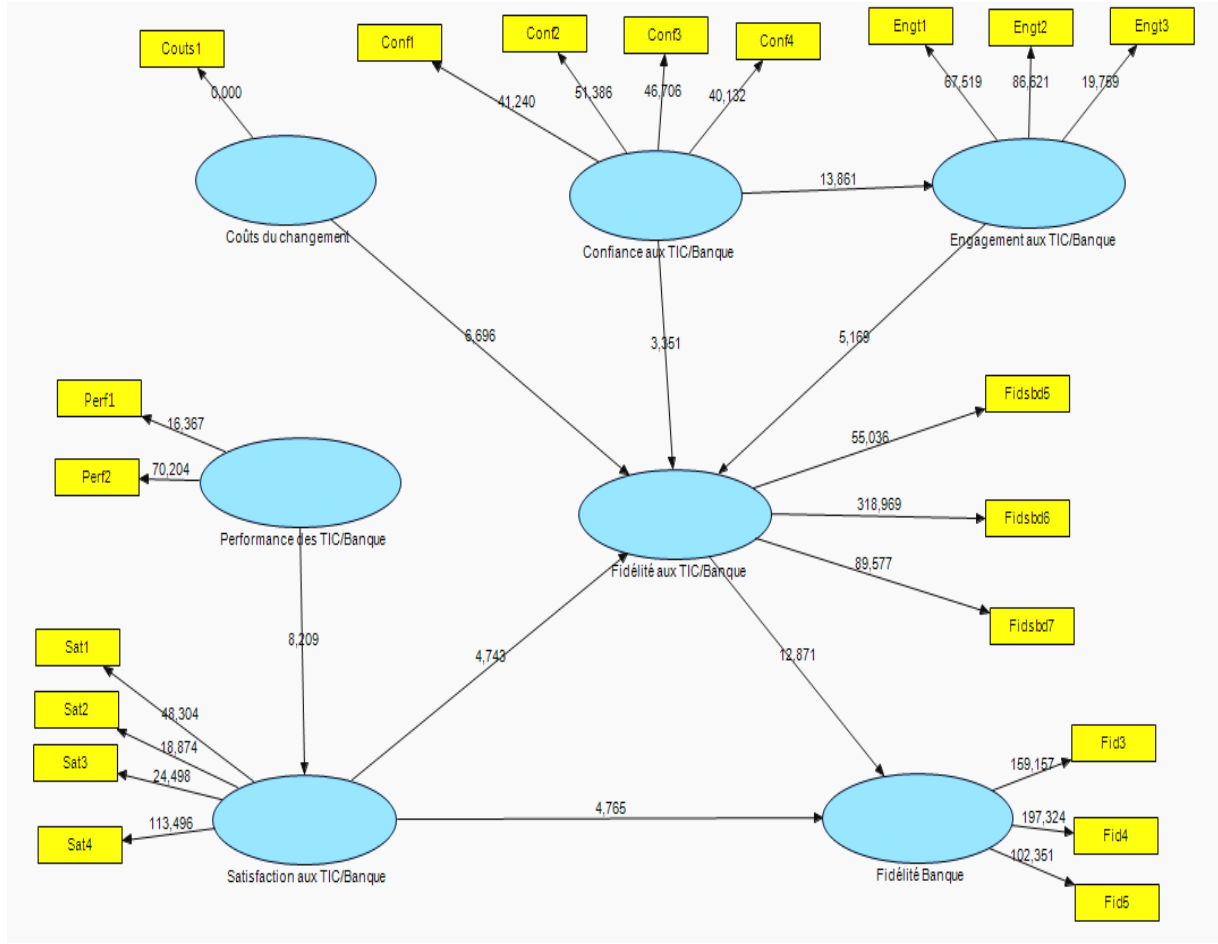 Couts1
Conf1
Conf2
Conf3
Conf4
Engt1
Engt2
Engt3
0,000
41,240
51,386
46,706
40,132
67,519
86,621
19,759
13,861
Coûts du changement
Confiance aux TIC/Banque
Engagement aux TIC/Banque
6,696
3,351
5,169
Perf1
16,367
Perf2
70,204
Performance des TIC/Banque
Fidsbd5
55,036
318,969
Fidsbd6
89,577
Fidsbd7
Fidélité aux TIC/Banque
8,209
4,743
12,871
Sat1
48,304
Sat2
18,874
Sat3
24,498
Sat4
113,496
Satisfaction aux TIC/Banque
4,765
Fid3
159,157
197,324
Fid4
102,351
Fid5
Fidélité Banque